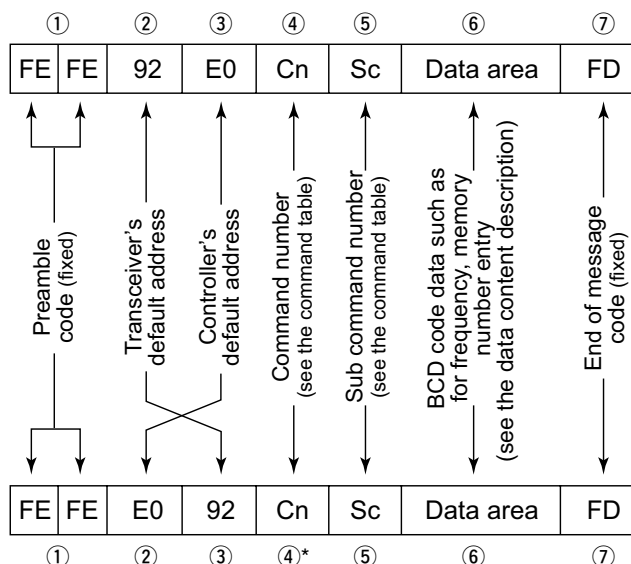 ① ② ③ ④ ⑤ ⑥ ⑦
FE FE 92 E0 Cn Sc Data area FD
Preamble
code (fixed)
Transceiver's
default address
Controller's
default address
Command number
(see the command table)
Sub command number
(see the command table)
BCD code data such as
for frequency, memory
number entry
(see the data content description)
End of message
code (fixed)
FE FE E0 92 Cn Sc Data area FD
① ② ③ ④* ⑤ ⑥ ⑦